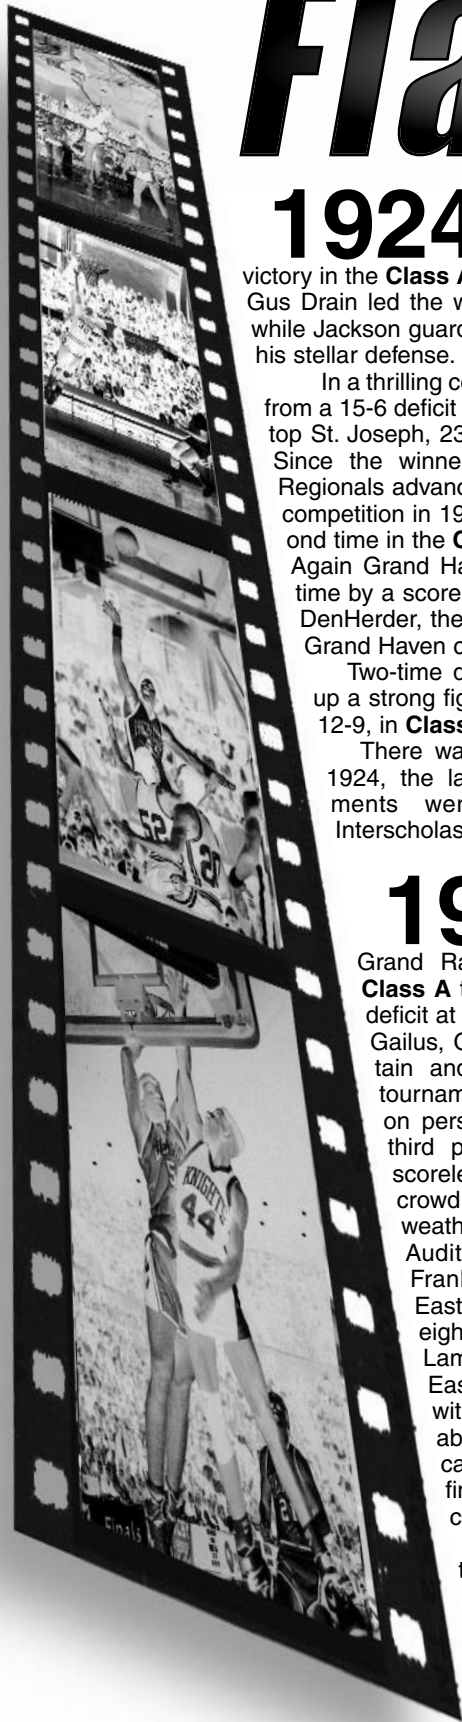 Fla
1924
victory in the Class A
Gus Drain led the w
while Jackson guard
his stellar defense.
In a thrilling co
from a 15-6 deficit
top St. Joseph, 23
Since the winne
Regionals advanc
competition in 19
ond time in the C
Again Grand Ha
time by a score
DenHerder, the
Grand Haven c
Two-time d
up a strong fig
12-9, in Class
There wa
1924, the la
ments wer
Interscholas
19
Grand Ra
Class A t
deficit at
Gailus, C
tain and
tournam
on pers
third p
scorele
crowd
weath
Audit
Frank
East
eigh
Lam
Eas
wit
ab
ca
fir
c
t
52
20
KNIGHTS
44
2
Finals